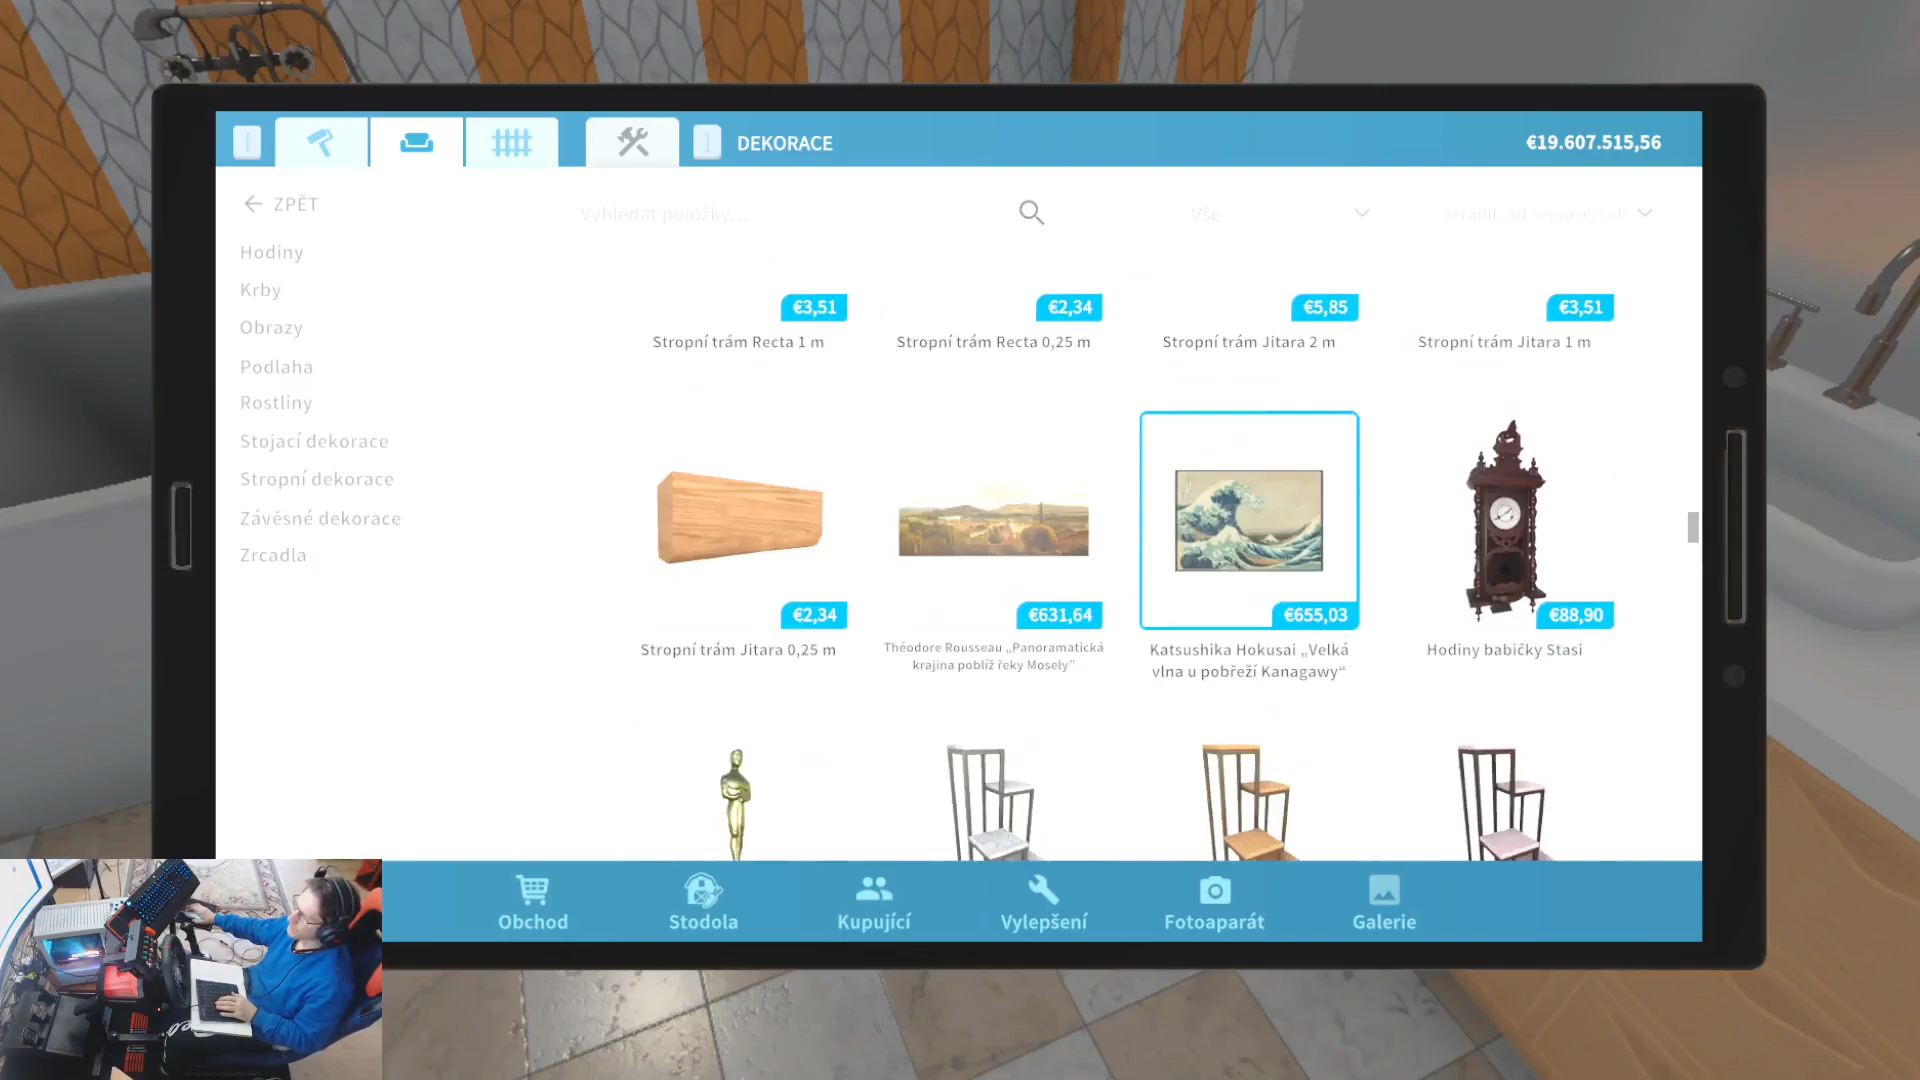 DEKORACE
€19.607.515,56
ZPĚT
Vyhledat položky...
Vše
Seřadit: od
Hodiny
Krby
Obrazy
Podlaha
Rostliny
Stojací dekorace
Stropní dekorace
Závěsné dekorace
Zrcadla
€3,51
€2,34
€5,85
€3,51
Stropní trám Recta 1 m
Stropní trám Recta 0,25 m
Stropní trám Jitara 2 m
Stropní trám Jitara 1 m
€2,34
€631,64
€655,03
€88,90
Stropní trám Jitara 0,25 m
Théodore Rousseau „Panoramatická
krajina poblíž řeky Mosely”
Katsushika Hokusai „Velká
vlna u pobřeží Kanagawy“
Hodiny babičky Stasi
Obchod
Stodola
Kupující
Vylepšení
Fotoaparát
Galerie